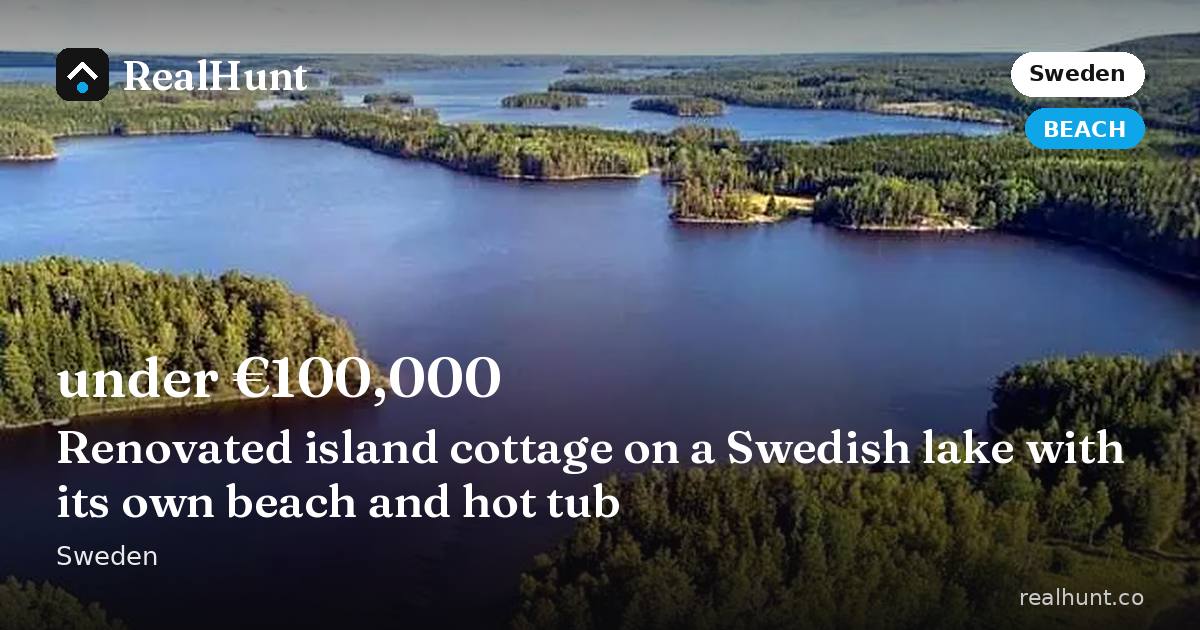 RealHunt
Sweden
BEACH
under €100,000
Renovated island cottage on a Swedish lake with
its own beach and hot tub
Sweden
realhunt.co